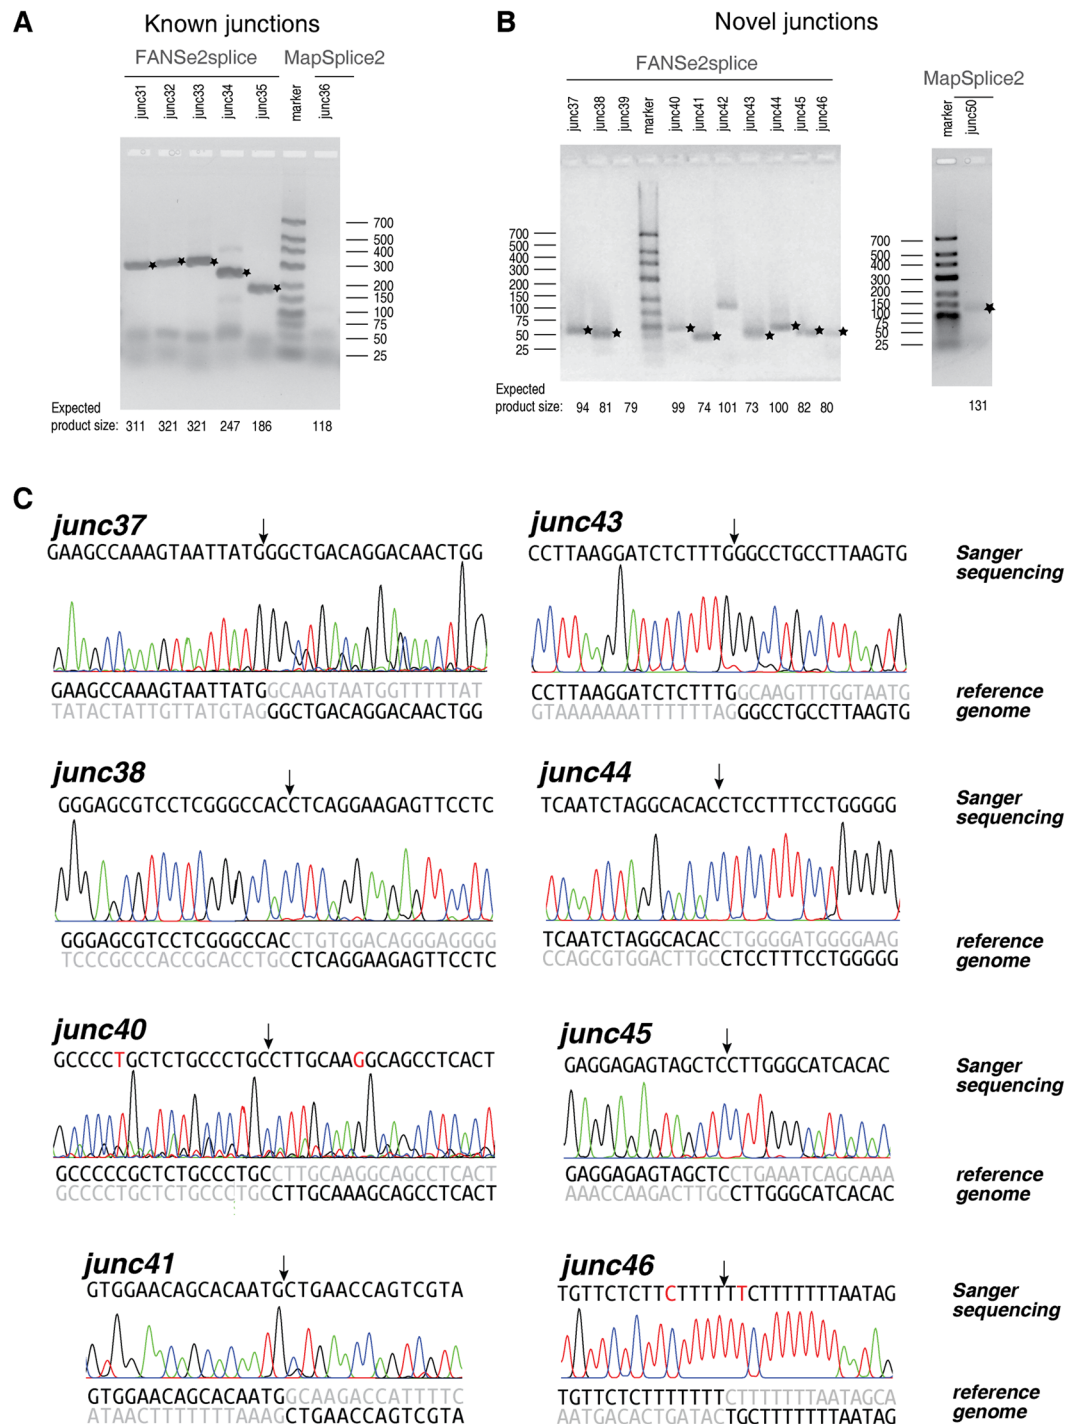 A
Known junctions
FANSe2splice MapSplice2
junc31 junc32 junc33 junc34 junc35 marker junc36
700
500
400
300
200
150
100
75
50
25
Expected
product size: 311 321 321 247 186 118
B
Novel junctions
FANSe2splice
junc37 junc38 junc39 marker junc40 junc41 junc42 junc43 junc44 junc45 junc46
700
500
400
300
200
150
100
75
50
25
Expected
product size: 94 81 79 99 74 101 73 100 82 80
MapSplice2
marker junc50
700
500
400
300
200
150
100
75
50
25
131
C
junc37
GAAGCCAAAGTAATTATGGGCTGACAGGACAACTGG
GAAGCCAAAGTAATTATGGCAAGTAATGGTTTTTAT
TATACTATTGTTATGTAGGGCTGACAGGACAACTGG
junc43
CCTTAAGGATCTCTTTGGGCCTGCCTTAAGTG
Sanger
sequencing
CCTTAAGGATCTCTTTGGCAAGTTTGGTAATG
GTAAAAAAATTTTTTAGGGCCTGCCTTAAGTG
reference
genome
junc38
GGGAGCGTCCTCGGGCCACCTCAGGAAGAGTTCCTC
GGGAGCGTCCTCGGGCCACCTGTGGACAGGGAGGGG
TCCCGCCCACCGCACCTGCCTCAGGAAGAGTTCCTC
junc44
TCAATCTAGGCACACCTCCTTTCCTGGGGG
Sanger
sequencing
TCAATCTAGGCACACCTGGGGATGGGGAAG
CCAGCGTGGACTTGCCTCCTTTCCTGGGGG
reference
genome
junc40
GCCCCTGCTCTGCCCTGCCTTGCAAGGCAGCCTCACT
GCCCCCGCTCTGCCCTGCCTTGCAAGGCAGCCTCACT
GCCCCTGCTCTGCCCTGCCTTGCAAAGCAGCCTCACT
junc45
GAGGAGAGTAGCTCCTTGGGCATCACAC
Sanger
sequencing
GAGGAGAGTAGCTCCTGAAATCAGCAAA
AAACCAAGACTTGCCTTGGGCATCACAC
reference
genome
junc41
GTGGAACAGCACAATGCTGAACCAGTCGTA
GTGGAACAGCACAATGGCAAGACCATTTTC
ATAACTTTTTTTAAAGCTGAACCAGTCGTA
junc46
TGTTCTCTTCTTTTTTCTTTTTTTAATAG
Sanger
sequencing
TGTTCTCTTTTTTTTCTTTTTTTAATAGCA
AATGACACTGATACTGCTTTTTTTAATAG
reference
genome